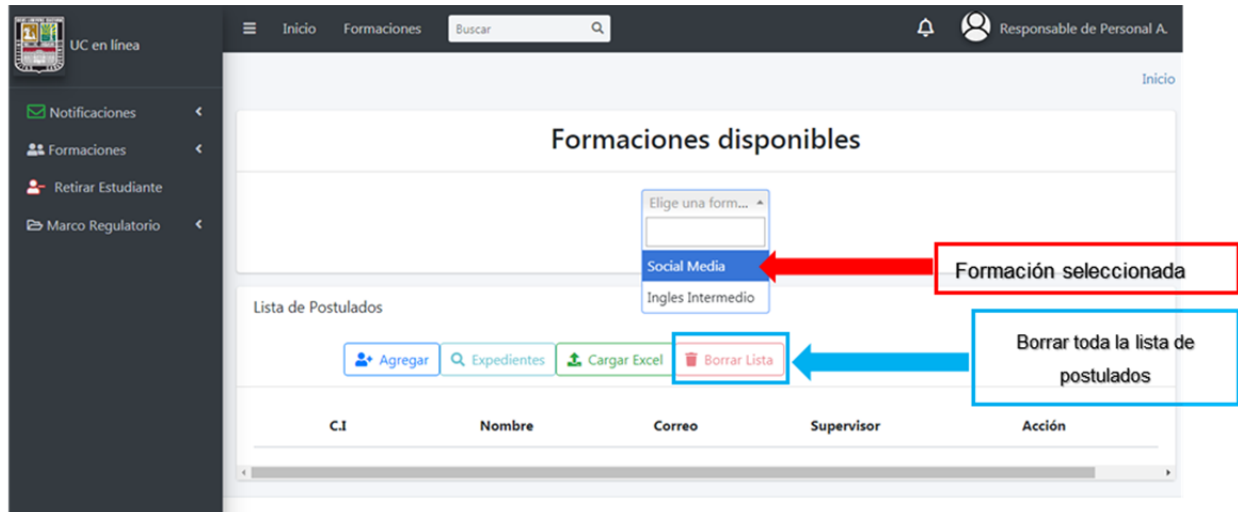 UC en línea
Inicio Formaciones Buscar Responsable de Personal A.
Inicio
Notificaciones
Formaciones
Retirar Estudiante
Marco Regulatorio
Formaciones disponibles
Elige una form...
Social Media
Ingles Intermedio
Formación seleccionada
Lista de Postulados
Agregar Expedientes Cargar Excel Borrar Lista
Borrar toda la lista de
postulados
C.I Nombre Correo Supervisor Acción